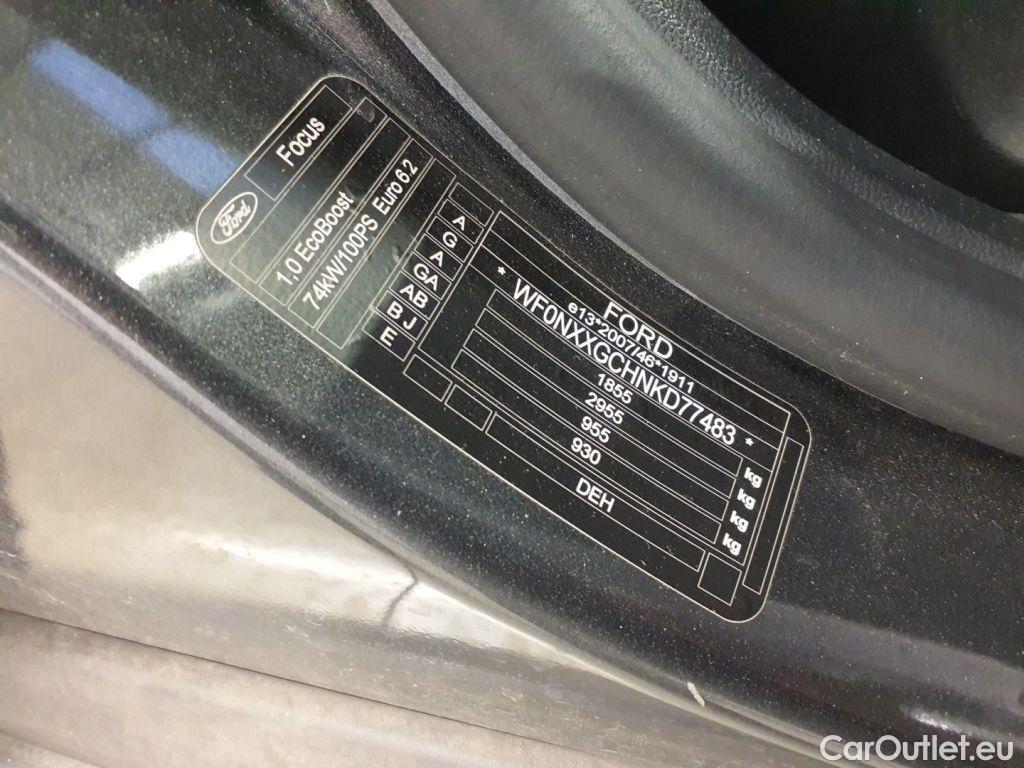 Ford
Focus
1,0 EcoBoost
74kW/100PS Euro 6 2
A
G
A
GA
AB
B J
E
FORD
e13*2007/46*1911
* WF0NXXGCHNKD77483 *
1855 kg
2955 kg
955 kg
930 kg
DEH
CarOutlet.eu